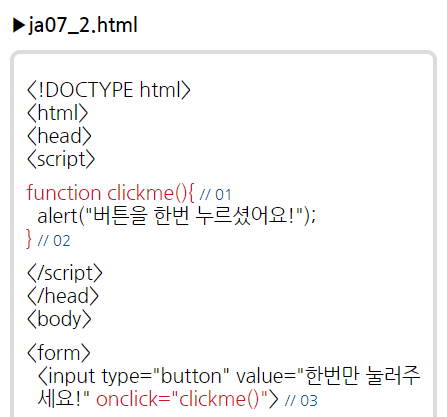 ▶ja07_2.html
<!DOCTYPE html>
<html>
<head>
<script>
function clickme(){ // 01
alert("버튼을 한번 누르셨어요!");
} // 02
</script>
</head>
<body>
<form>
<input type="button" value="한번만 눌러주
세요!" onclick="clickme()"> // 03